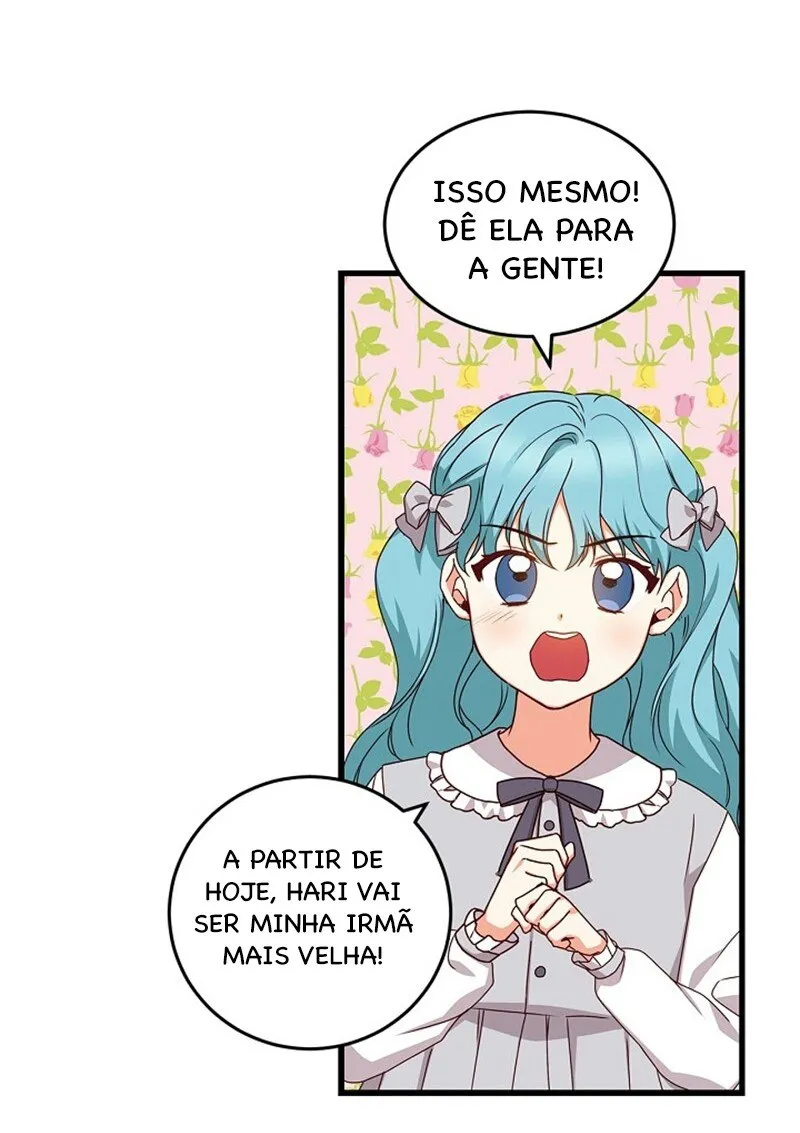 ISSO MESMO!
DÊ ELA PARA
A GENTE!
A PARTIR DE
HOJE, HARI VAI
SER MINHA IRMÃ
MAIS VELHA!